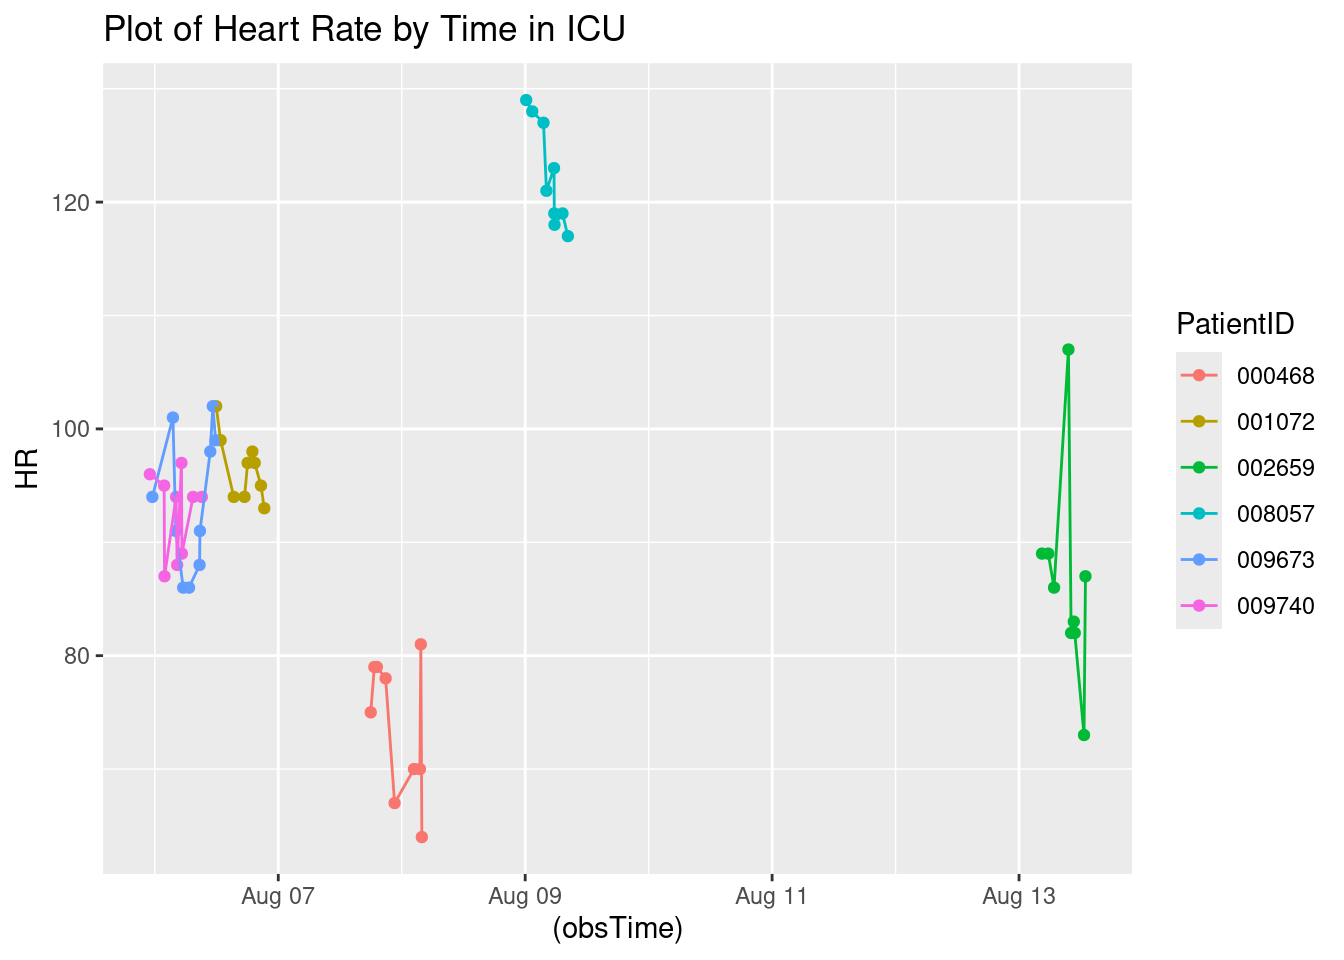 Plot of Heart Rate by Time in ICU
HR
120
100
80
Aug 07
Aug 09
Aug 11
Aug 13
(obsTime)
PatientID
000468
001072
002659
008057
009673
009740